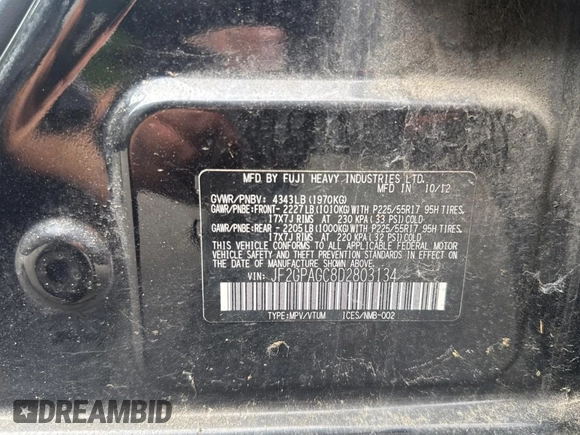 MFD. BY FUJI HEAVY INDUSTRIES LTD.
MFD IN 10/12
GVWR/PNBV: 4343LB (1970KG)
GAWR/PNBE:FRONT- 2227LB(1010KG)WITH P225/55R17 95H TIRES.
17X7J RIMS AT 230 KPA( 33 PSI)COLD
GAWR/PNBE:REAR - 2205LB(1000KG)WITH P225/55R17 95H TIRES.
17X7J RIMS AT 220 KPA( 32 PSI)COLD
THIS VEHICLE CONFORMS TO ALL APPLICABLE FEDERAL MOTOR
VEHICLE SAFETY AND THEFT PREVENTION STANDARDS IN EFFECT
ON THE DATE OF MANUFACTURE SHOWN ABOVE.
VIN: JF2GPAGC8D2803134
TYPE:MPV/VTUM ICES/NMB-002
DREAMBID